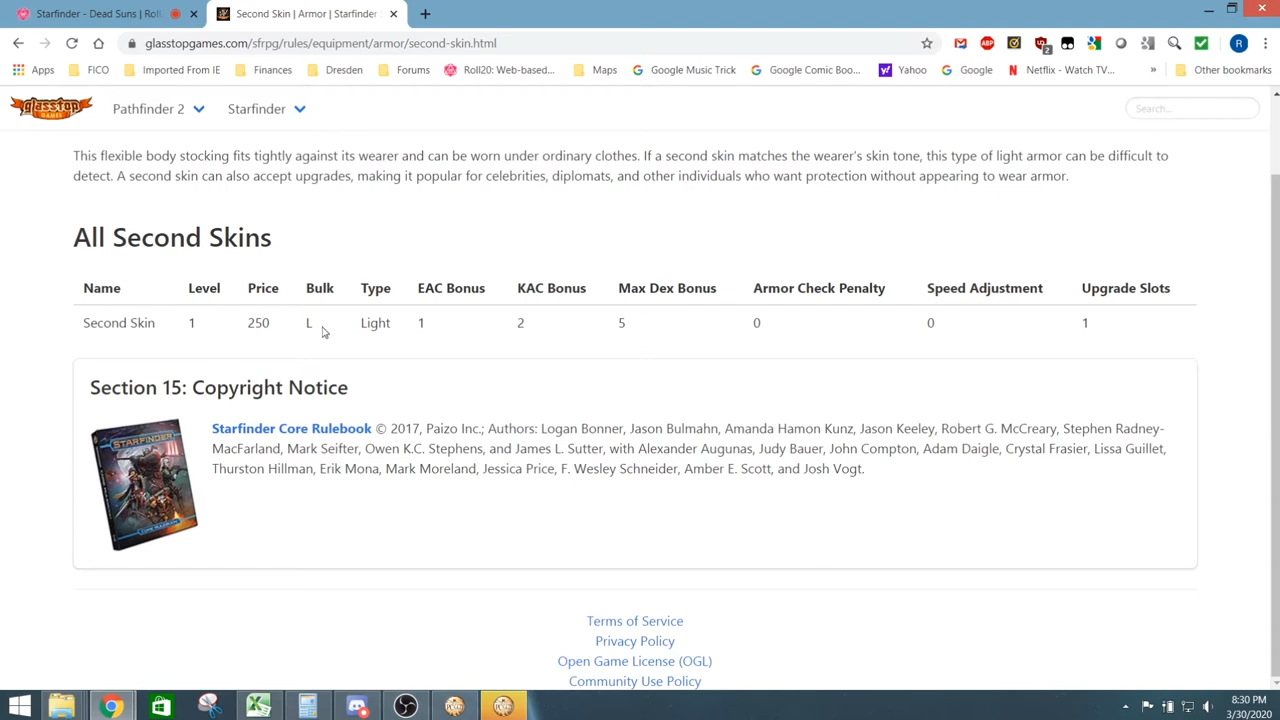 Starfinder - Dead Suns | Roll
Second Skin | Armor | Starfinder
glasstopgames.com/sfrpg/rules/equipment/armor/second-skin.html
Apps FICO Imported From IE Finances Dresden Forums Roll20: Web-based... Maps Google Music Trick Google Comic Boo... Yahoo Google Netflix - Watch TV... » Other bookmarks
glasstop GAMES Pathfinder 2 Starfinder Search...
This flexible body stocking fits tightly against its wearer and can be worn under ordinary clothes. If a second skin matches the wearer's skin tone, this type of light armor can be difficult to
detect. A second skin can also accept upgrades, making it popular for celebrities, diplomats, and other individuals who want protection without appearing to wear armor.
All Second Skins
Name Level Price Bulk Type EAC Bonus KAC Bonus Max Dex Bonus Armor Check Penalty Speed Adjustment Upgrade Slots
Second Skin 1 250 L Light 1 2 5 0 0 1
Section 15: Copyright Notice
Starfinder Core Rulebook © 2017, Paizo Inc.; Authors: Logan Bonner, Jason Bulmahn, Amanda Hamon Kunz, Jason Keeley, Robert G. McCreary, Stephen Radney-
MacFarland, Mark Seifter, Owen K.C. Stephens, and James L. Sutter, with Alexander Augunas, Judy Bauer, John Compton, Adam Daigle, Crystal Frasier, Lissa Guillet,
Thurston Hillman, Erik Mona, Mark Moreland, Jessica Price, F. Wesley Schneider, Amber E. Scott, and Josh Vogt.
STARFINDER
CORE RULEBOOK
Terms of Service
Privacy Policy
Open Game License (OGL)
Community Use Policy
8:30 PM
3/30/2020